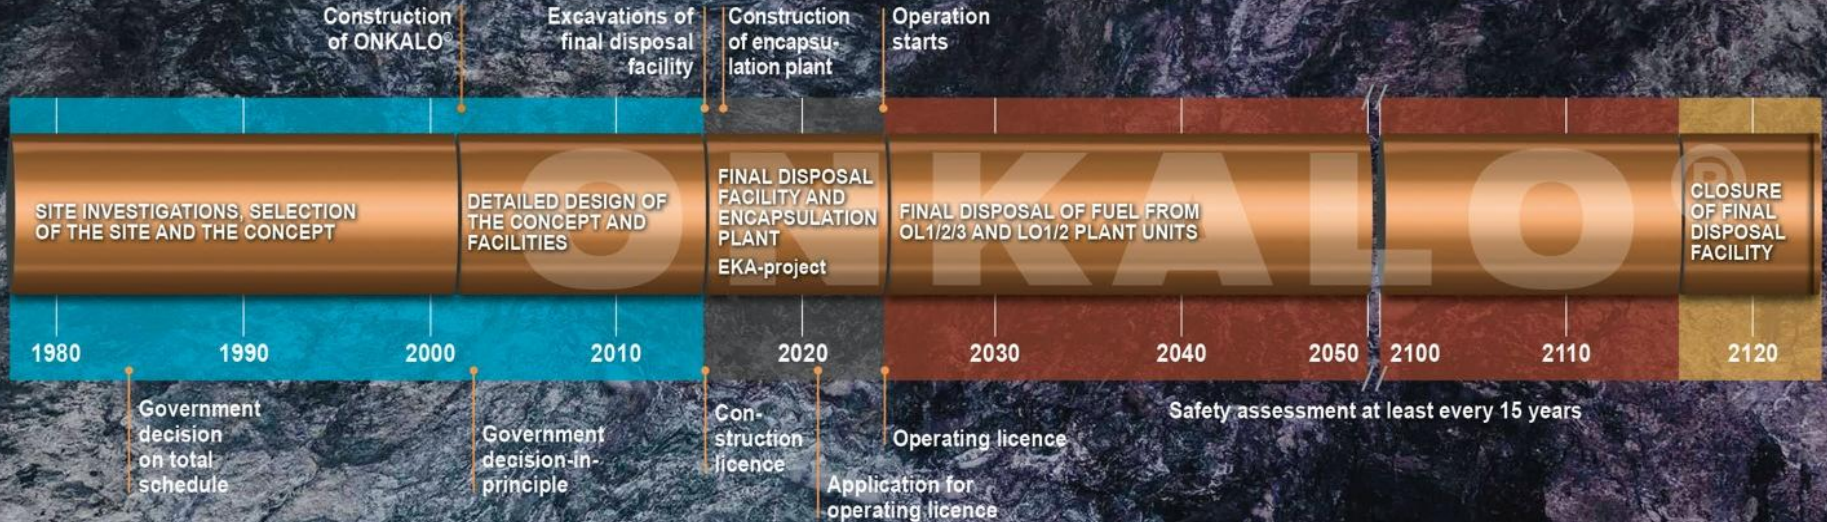 Construction
of ONKALO®
Excavations of
final disposal
facility
Construction
of encapsu-
lation plant
Operation
starts
ONKALO®
SITE INVESTIGATIONS, SELECTION
OF THE SITE AND THE CONCEPT
DETAILED DESIGN OF
THE CONCEPT AND
FACILITIES
FINAL DISPOSAL
FACILITY AND
ENCAPSULATION
PLANT
EKA-project
FINAL DISPOSAL OF FUEL FROM
OL1/2/3 AND LO1/2 PLANT UNITS
CLOSURE
OF FINAL
DISPOSAL
FACILITY
1980 1990 2000 2010 2020 2030 2040 2050 2100 2110 2120
Government
decision
on total
schedule
Government
decision-in-
principle
Con-
struction
licence
Application for
operating licence
Operating licence
Safety assessment at least every 15 years